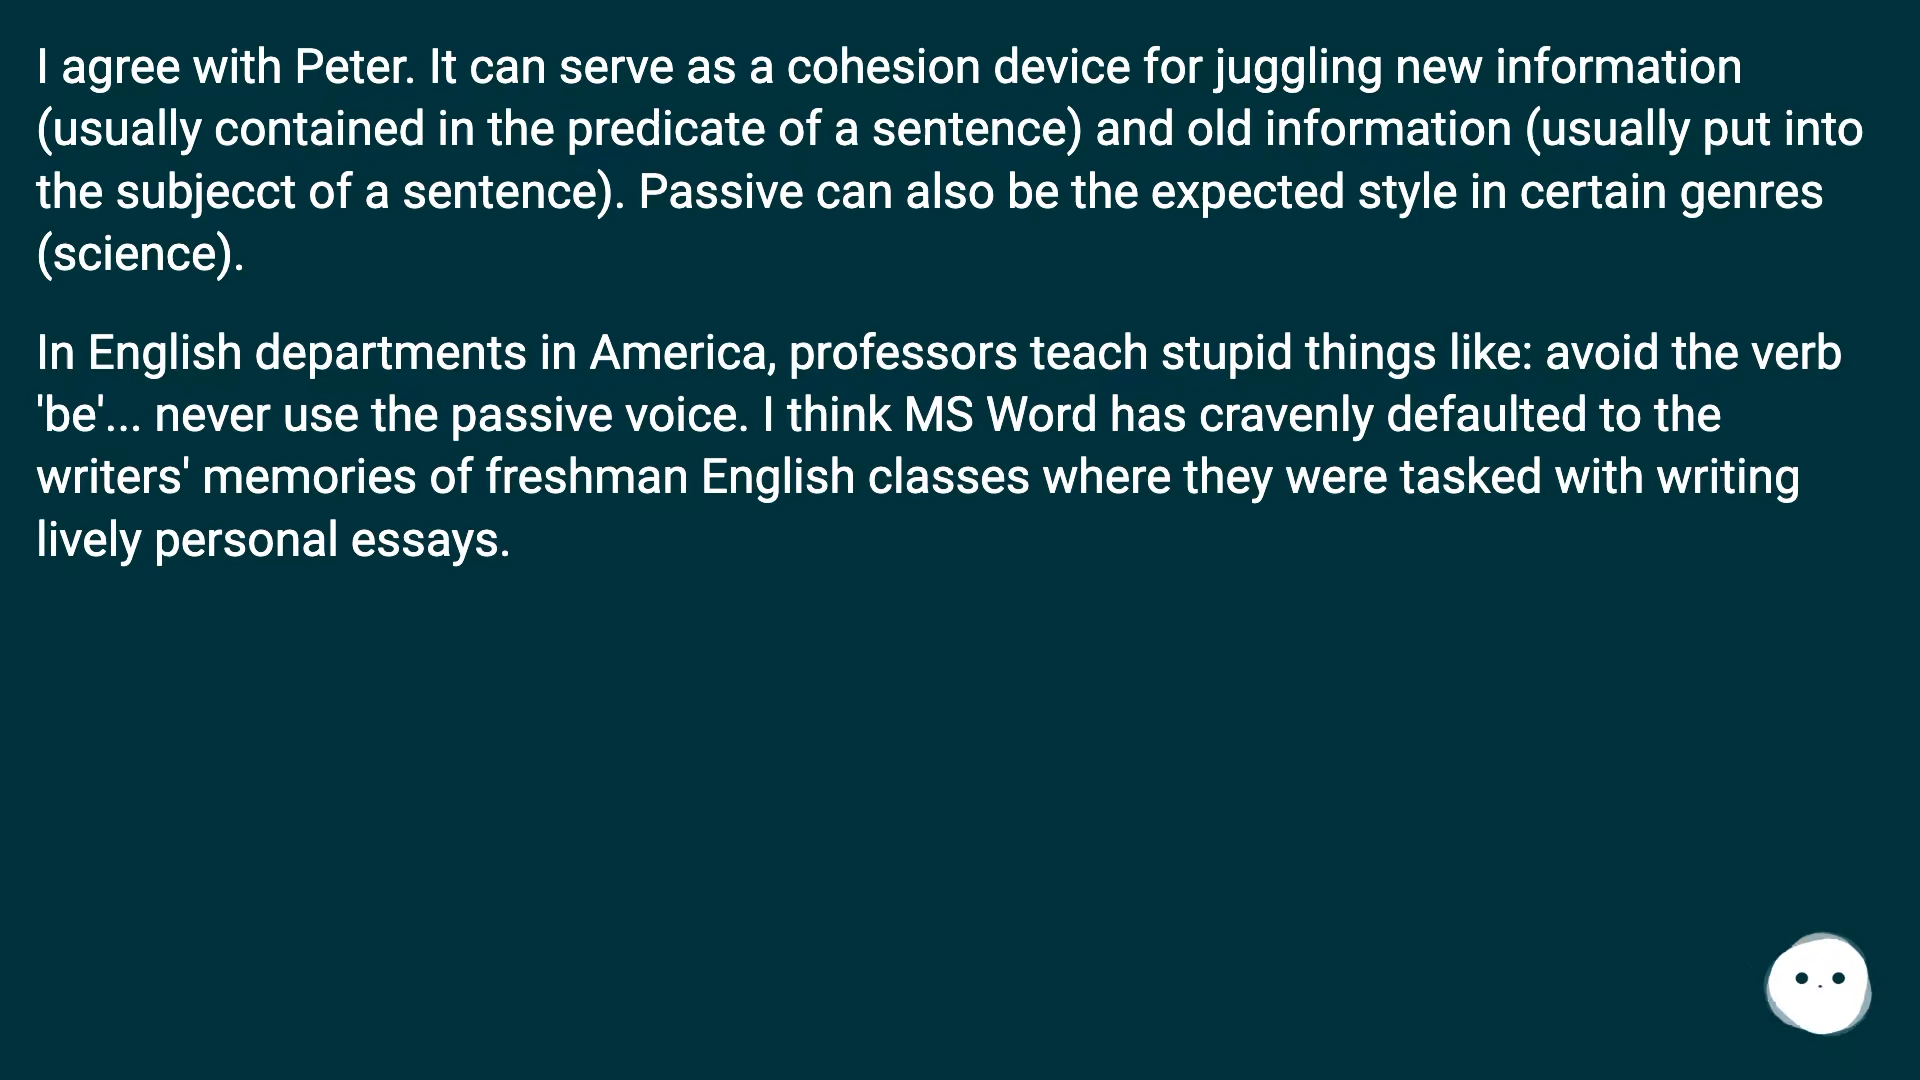 I agree with Peter. It can serve as a cohesion device for juggling new information
(usually contained in the predicate of a sentence) and old information (usually put into
the subjecct of a sentence). Passive can also be the expected style in certain genres
(science).
In English departments in America, professors teach stupid things like: avoid the verb
'be'... never use the passive voice. I think MS Word has cravenly defaulted to the
writers' memories of freshman English classes where they were tasked with writing
lively personal essays.